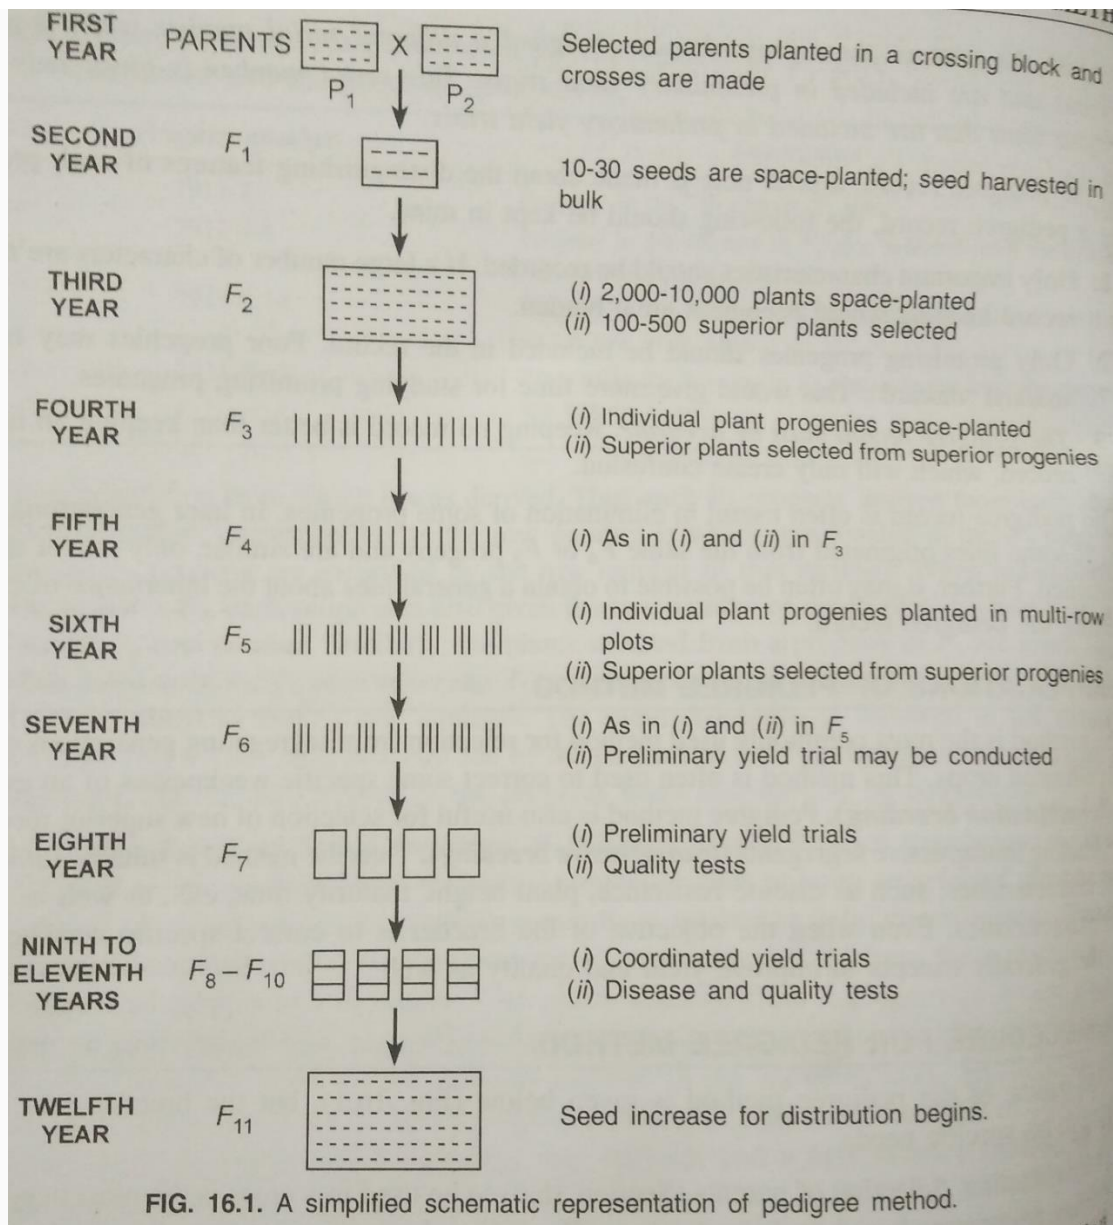 FIRST YEAR
PARENTS
X
P1
P2
Selected parents planted in a crossing block and
crosses are made
SECOND
YEAR
F1
10-30 seeds are space-planted; seed harvested in
bulk
THIRD
YEAR
F2
(i) 2,000-10,000 plants space-planted
(ii) 100-500 superior plants selected
FOURTH
YEAR
F3
(i) Individual plant progenies space-planted
(ii) Superior plants selected from superior progenies
FIFTH
YEAR
F4
(i) As in (i) and (ii) in F3
SIXTH
YEAR
F5
(i) Individual plant progenies planted in multi-row
plots
(ii) Superior plants selected from superior progenies
SEVENTH
YEAR
F6
(i) As in (i) and (ii) in F5
(ii) Preliminary yield trial may be conducted
EIGHTH
YEAR
F7
(i) Preliminary yield trials
(ii) Quality tests
NINTH TO
ELEVENTH
YEARS
F8 – F10
(i) Coordinated yield trials
(ii) Disease and quality tests
TWELFTH
YEAR
F11
Seed increase for distribution begins.
FIG. 16.1. A simplified schematic representation of pedigree method.